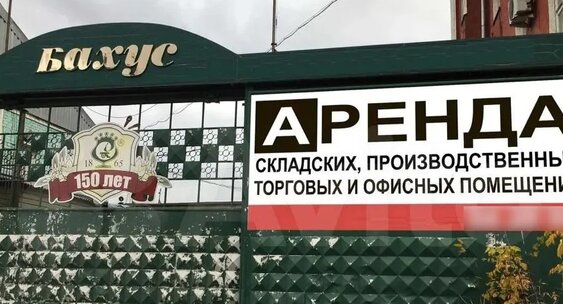 Бахус
18 65
150 лет
АРЕНДА
СКЛАДСКИХ, ПРОИЗВОДСТВЕННЫ
ТОРГОВЫХ И ОФИСНЫХ ПОМЕЩЕНИ